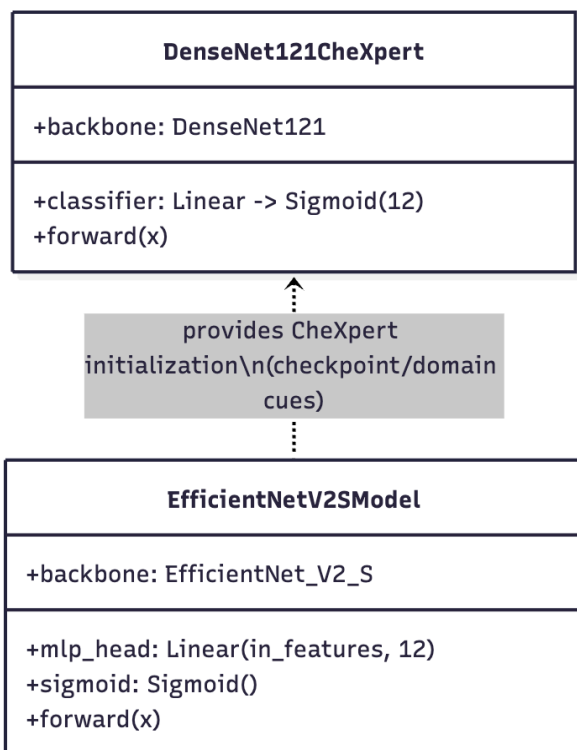 DenseNet121CheXpert
+backbone: DenseNet121
+classifier: Linear -> Sigmoid(12)
+forward(x)
provides CheXpert
initialization\n(checkpoint/domain
cues)
EfficientNetV2SModel
+backbone: EfficientNet_V2_S
+mlp_head: Linear(in_features, 12)
+sigmoid: Sigmoid()
+forward(x)